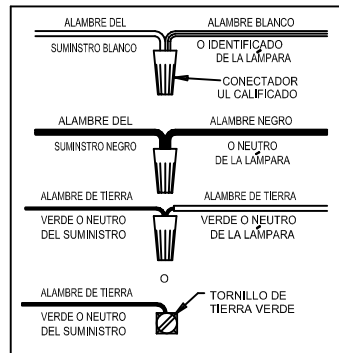 ALAMBRE DEL
SUMINSTRO BLANCO
ALAMBRE BLANCO
O IDENTIFICADO
DE LA LÁMPARA
CONECTADOR
UL CALIFICADO
ALAMBRE DEL
SUMINSTRO NEGRO
ALAMBRE NEGRO
O NEUTRO
DE LA LÁMPARA
ALAMBRE DE TIERRA
VERDE O NEUTRO
DEL SUMINISTRO
ALAMBRE DE TIERRA
VERDE O NEUTRO
DE LA LÁMPARA
O
ALAMBRE DE TIERRA
VERDE O NEUTRO
DEL SUMINISTRO
TORNILLO DE
TIERRA VERDE